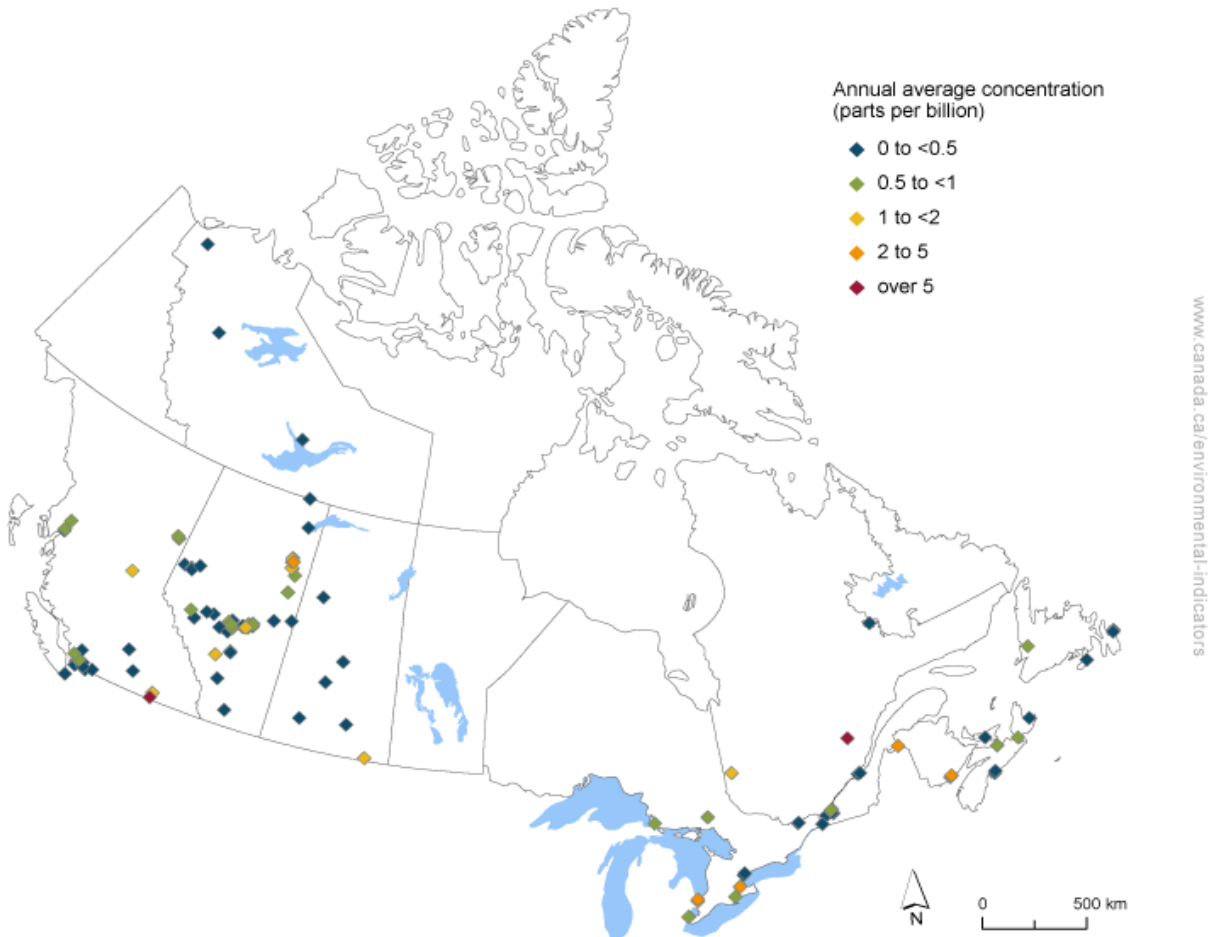 Annual average concentration
(parts per billion)
0 to <0.5
0.5 to <1
1 to <2
2 to 5
over 5
www.canada.ca/environmental-indicators
N
0 500 km